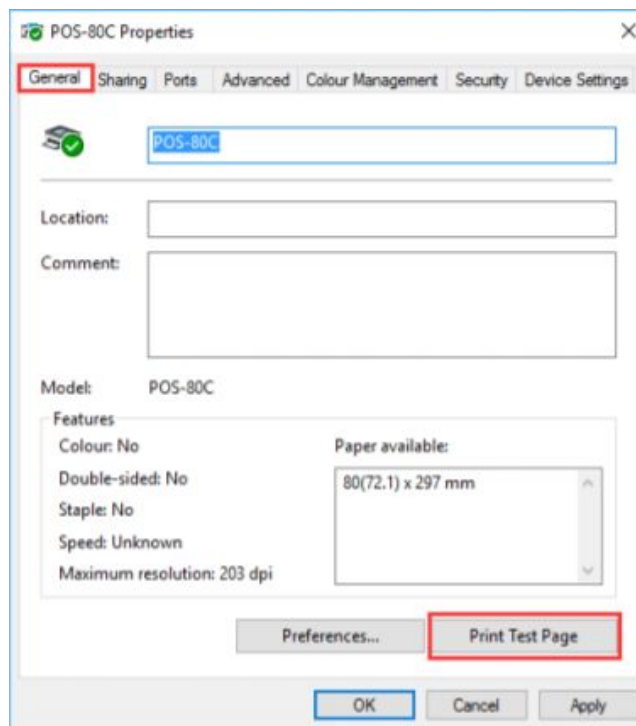 POS-80C Properties
General Sharing Ports Advanced Colour Management Security Device Settings
POS-80C
Location:
Comment:
Model: POS-80C
Features
Colour: No
Double-sided: No
Staple: No
Speed: Unknown
Maximum resolution: 203 dpi
Paper available:
80(72.1) x 297 mm
Preferences... Print Test Page
OK Cancel Apply